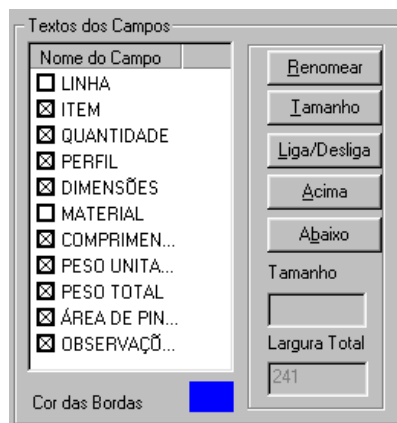 Textos dos Campos
Nome do Campo
LINHA
ITEM
QUANTIDADE
PERFIL
DIMENSÕES
MATERIAL
COMPRIMEN...
PESO UNITA...
PESO TOTAL
ÁREA DE PIN...
OBSERVAÇÕ...
Renomear
Tamanho
Liga/Desliga
Acima
Abaixo
Tamanho
Largura Total
241
Cor das Bordas